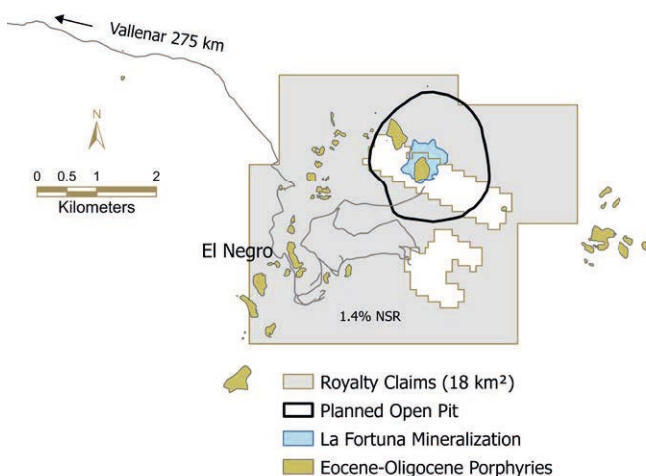 Vallenar 275 km
N
0 0.5 1 2
Kilometers
El Negro
1.4% NSR
Royalty Claims (18 km²)
Planned Open Pit
La Fortuna Mineralization
Eocene-Oligocene Porphyries